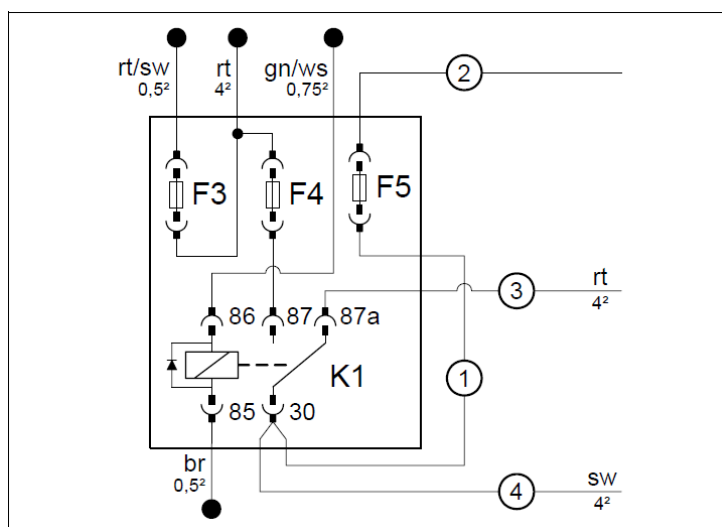 rt/sw
0,5²
rt
4²
gn/ws
0,75²
2
F3
F4
F5
3
rt
4²
86
87
87a
K1
1
85
30
br
0,5²
4
sw
4²